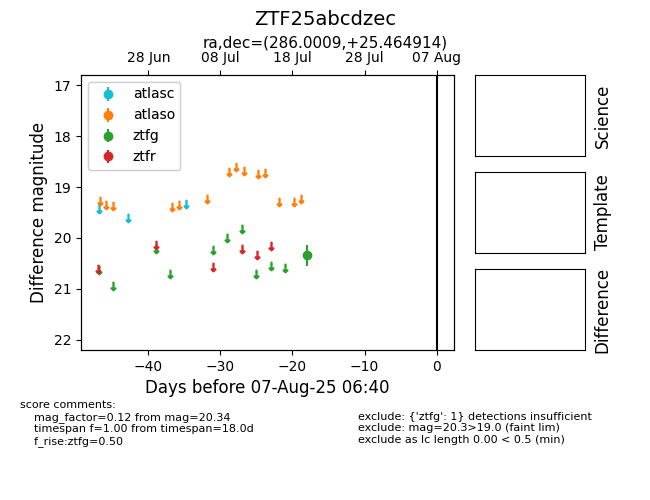 ZTF25abcdzec
ra,dec=(286.0009,+25.464914)
28 Jun 08 Jul 18 Jul 28 Jul 07 Aug
atlasc
atlaso
ztfg
ztfr
Difference magnitude
17
18
19
20
21
22
−40 −30 −20 −10 0
Days before 07-Aug-25 06:40
Science
Template
Difference
score comments:
mag_factor=0.12 from mag=20.34
timespan f=1.00 from timespan=18.0d
f_rise:ztfg=0.50
exclude: {'ztfg': 1} detections insufficient
exclude: mag=20.3>19.0 (faint lim)
exclude as lc length 0.00 < 0.5 (min)